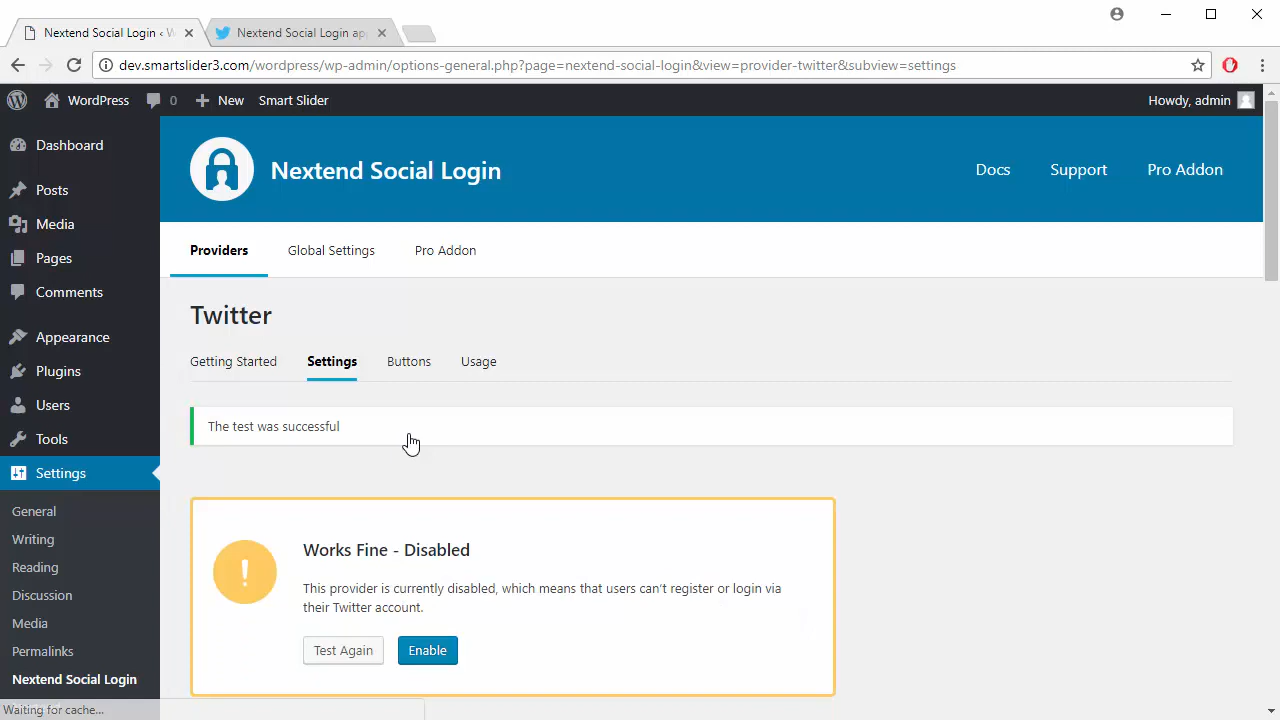 Nextend Social Login ‹ W
Nextend Social Login ap
dev.smartslider3.com/wordpress/wp-admin/options-general.php?page=nextend-social-login&view=provider-twitter&subview=settings
WordPress
0
New
Smart Slider
Howdy, admin
Dashboard
Posts
Media
Pages
Comments
Appearance
Plugins
Users
Tools
Settings
General
Writing
Reading
Discussion
Media
Permalinks
Nextend Social Login
Nextend Social Login
Docs
Support
Pro Addon
Providers
Global Settings
Pro Addon
Twitter
Getting Started
Settings
Buttons
Usage
The test was successful
!
Works Fine - Disabled
This provider is currently disabled, which means that users can't register or login via
their Twitter account.
Test Again
Enable
Waiting for cache...